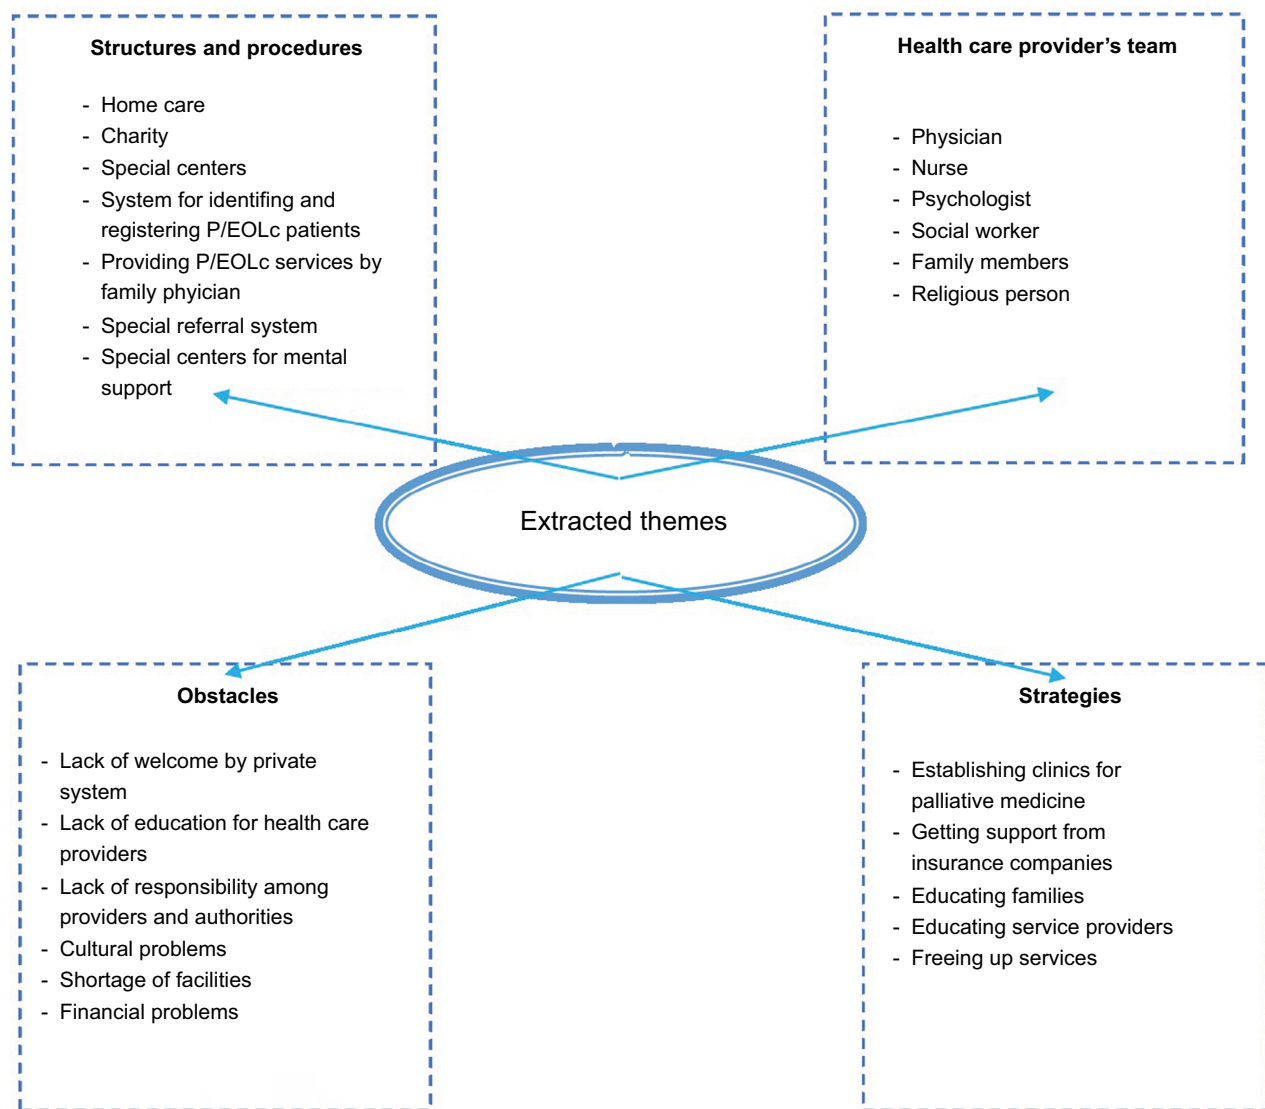 Structures and procedures
- Home care
- Charity
- Special centers
- System for identifing and
registering P/EOLc patients
- Providing P/EOLc services by
family phyician
- Special referral system
- Special centers for mental
support
Health care provider’s team
- Physician
- Nurse
- Psychologist
- Social worker
- Family members
- Religious person
Extracted themes
Obstacles
- Lack of welcome by private
system
- Lack of education for health care
providers
- Lack of responsibility among
providers and authorities
- Cultural problems
- Shortage of facilities
- Financial problems
Strategies
- Establishing clinics for
palliative medicine
- Getting support from
insurance companies
- Educating families
- Educating service providers
- Freeing up services